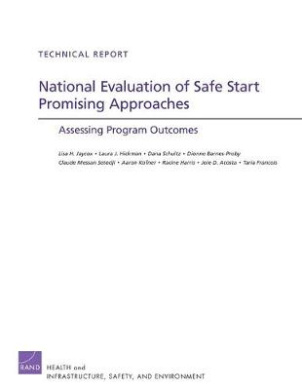 TECHNICAL REPORT
National Evaluation of Safe Start
Promising Approaches
Assessing Program Outcomes
Lisa H. Jaycox • Laura J. Hickman • Dana Schultz • Dionne Barnes-Proby
Claude Messan Setodji • Aaron Kofner • Racine Harris • Joie D. Acosta • Taria Francois
RAND
HEALTH and
INFRASTRUCTURE, SAFETY, AND ENVIRONMENT